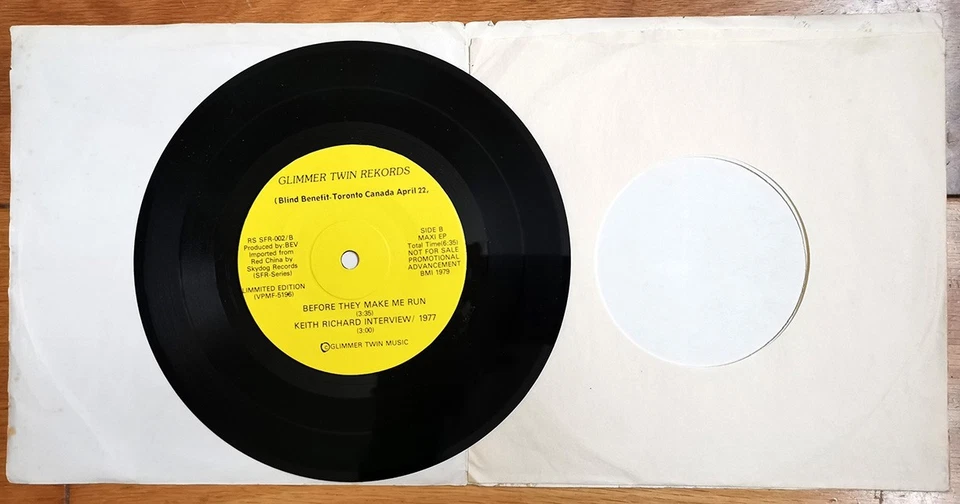 GLIMMER TWIN REKORDS
(Blind Benefit-Toronto Canada April 22,
RS SFR-002/B
Produced by:BEV
Imported from
Red China by
Skydog Records
(SFR-Series)
LIMMITED EDITION
(VPMF-5196)
SIDE B
MAXI EP
Total Time(6:35)
NOT FOR SALE
PROMOTIONAL
ADVANCEMENT
BMI 1979
BEFORE THEY MAKE ME RUN
(3:35)
KEITH RICHARD INTERVIEW/ 1977
(3:00)
©GLIMMER TWIN MUSIC